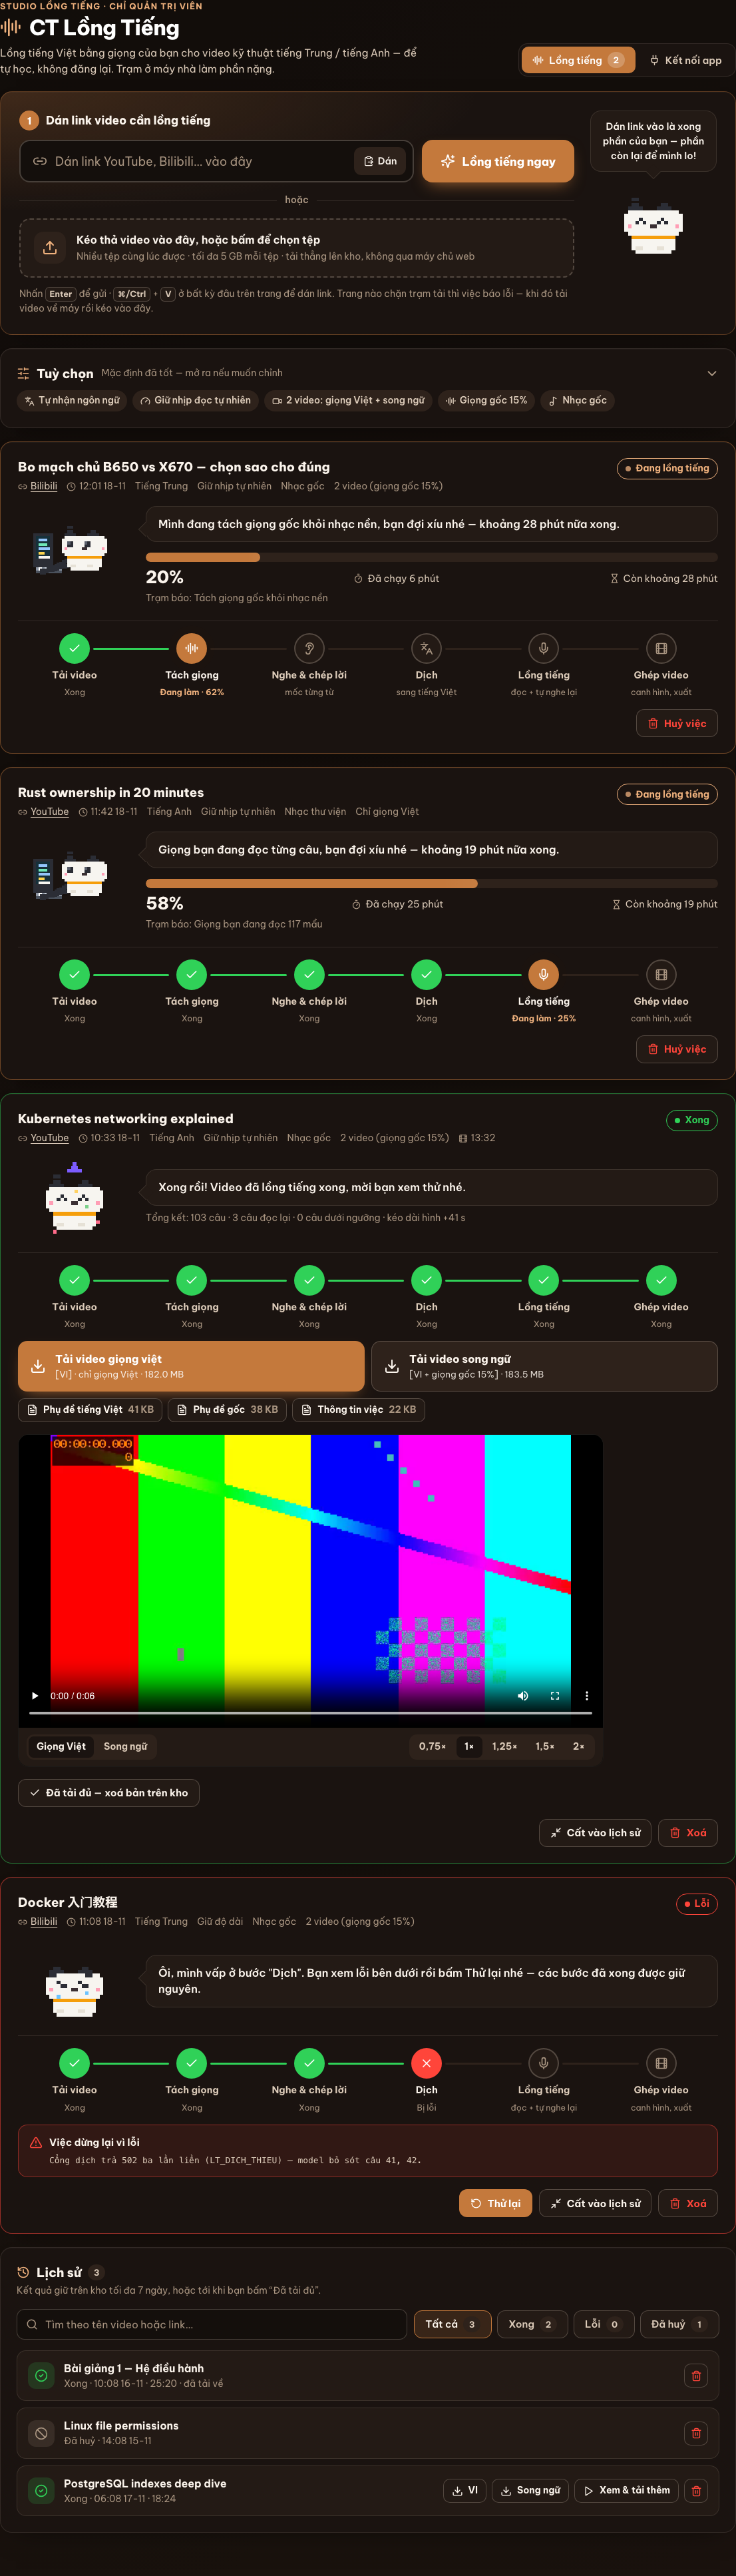 STUDIO LỒNG TIẾNG · CHỈ QUẢN TRỊ VIÊN
CT Lồng Tiếng
Lồng tiếng Việt bằng giọng của bạn cho video kỹ thuật tiếng Trung / tiếng Anh — để
tự học, không đăng lại. Trạm ở máy nhà làm phần nặng.
Lồng tiếng 2
Kết nối app
1 Dán link video cần lồng tiếng
Dán link YouTube, Bilibili... vào đây
Dán
Lồng tiếng ngay
hoặc
Kéo thả video vào đây, hoặc bấm để chọn tệp
Nhiều tệp cùng lúc được · tối đa 5 GB mỗi tệp · tải thẳng lên kho, không qua máy chủ web
Nhấn Enter để gửi · ⌘/Ctrl + V ở bất kỳ đâu trên trang để dán link. Trang nào chặn trạm tải thì việc báo lỗi — khi đó tải
video về máy rồi kéo vào đây.
Dán link vào là xong
phần của bạn — phần
còn lại để mình lo!
Tuỳ chọn Mặc định đã tốt — mở ra nếu muốn chỉnh
Tự nhận ngôn ngữ
Giữ nhịp đọc tự nhiên
2 video: giọng Việt + song ngữ
Giọng gốc 15%
Nhạc gốc
Bo mạch chủ B650 vs X670 — chọn sao cho đúng
Đang lồng tiếng
Bilibili 12:01 18-11 Tiếng Trung Giữ nhịp tự nhiên Nhạc gốc 2 video (giọng gốc 15%)
Mình đang tách giọng gốc khỏi nhạc nền, bạn đợi xíu nhé — khoảng 28 phút nữa xong.
20%
Đã chạy 6 phút
Còn khoảng 28 phút
Trạm báo: Tách giọng gốc khỏi nhạc nền
Tải video Tách giọng Nghe & chép lời Dịch Lồng tiếng Ghép video
Xong Đang làm · 62% mốc từng từ sang tiếng Việt đọc + tự nghe lại canh hình, xuất
Huỷ việc
Rust ownership in 20 minutes
Đang lồng tiếng
YouTube 11:42 18-11 Tiếng Anh Giữ nhịp tự nhiên Nhạc thư viện Chỉ giọng Việt
Giọng bạn đang đọc từng câu, bạn đợi xíu nhé — khoảng 19 phút nữa xong.
58%
Đã chạy 25 phút
Còn khoảng 19 phút
Trạm báo: Giọng bạn đang đọc 117 mẩu
Tải video Tách giọng Nghe & chép lời Dịch Lồng tiếng Ghép video
Xong Xong Xong Xong Đang làm · 25% canh hình, xuất
Huỷ việc
Kubernetes networking explained
Xong
YouTube 10:33 18-11 Tiếng Anh Giữ nhịp tự nhiên Nhạc gốc 2 video (giọng gốc 15%) 13:32
Xong rồi! Video đã lồng tiếng xong, mời bạn xem thử nhé.
Tổng kết: 103 câu · 3 câu đọc lại · 0 câu dưới ngưỡng · kéo dài hình +41 s
Tải video Tách giọng Nghe & chép lời Dịch Lồng tiếng Ghép video
Xong Xong Xong Xong Xong Xong
Tải video giọng việt
[VI] · chỉ giọng Việt · 182.0 MB
Tải video song ngữ
[VI + giọng gốc 15%] · 183.5 MB
Phụ đề tiếng Việt 41 KB
Phụ đề gốc 38 KB
Thông tin việc 22 KB
00:00:00.000
0
0:00 / 0:06
Giọng Việt Song ngữ
0,75× 1× 1,25× 1,5× 2×
Đã tải đủ — xoá bản trên kho
Cất vào lịch sử
Xoá
Docker 入门教程
Lỗi
Bilibili 11:08 18-11 Tiếng Trung Giữ độ dài Nhạc gốc 2 video (giọng gốc 15%)
Ôi, mình vấp ở bước "Dịch". Bạn xem lỗi bên dưới rồi bấm Thử lại nhé — các bước đã xong được giữ
nguyên.
Tải video Tách giọng Nghe & chép lời Dịch Lồng tiếng Ghép video
Xong Xong Xong Bị lỗi đọc + tự nghe lại canh hình, xuất
Việc dừng lại vì lỗi
Cổng dịch trả 502 ba lần liền (LT_DICH_THIEU) — model bỏ sót câu 41, 42.
Thử lại
Cất vào lịch sử
Xoá
Lịch sử 3
Kết quả giữ trên kho tối đa 7 ngày, hoặc tới khi bạn bấm “Đã tải đủ”.
Tìm theo tên video hoặc link...
Tất cả 3
Xong 2
Lỗi 0
Đã huỷ 1
Bài giảng 1 — Hệ điều hành
Xong · 10:08 16-11 · 25:20 · đã tải về
Linux file permissions
Đã huỷ · 14:08 15-11
PostgreSQL indexes deep dive
Xong · 06:08 17-11 · 18:24
VI
Song ngữ
Xem & tải thêm